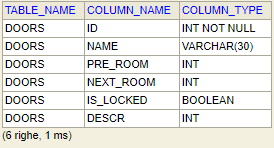 TABLE_NAME COLUMN_NAME COLUMN_TYPE
DOORS ID INT NOT NULL
DOORS NAME VARCHAR(30)
DOORS PRE_ROOM INT
DOORS NEXT_ROOM INT
DOORS IS_LOCKED BOOLEAN
DOORS DESCR INT
(6 righe, 1 ms)